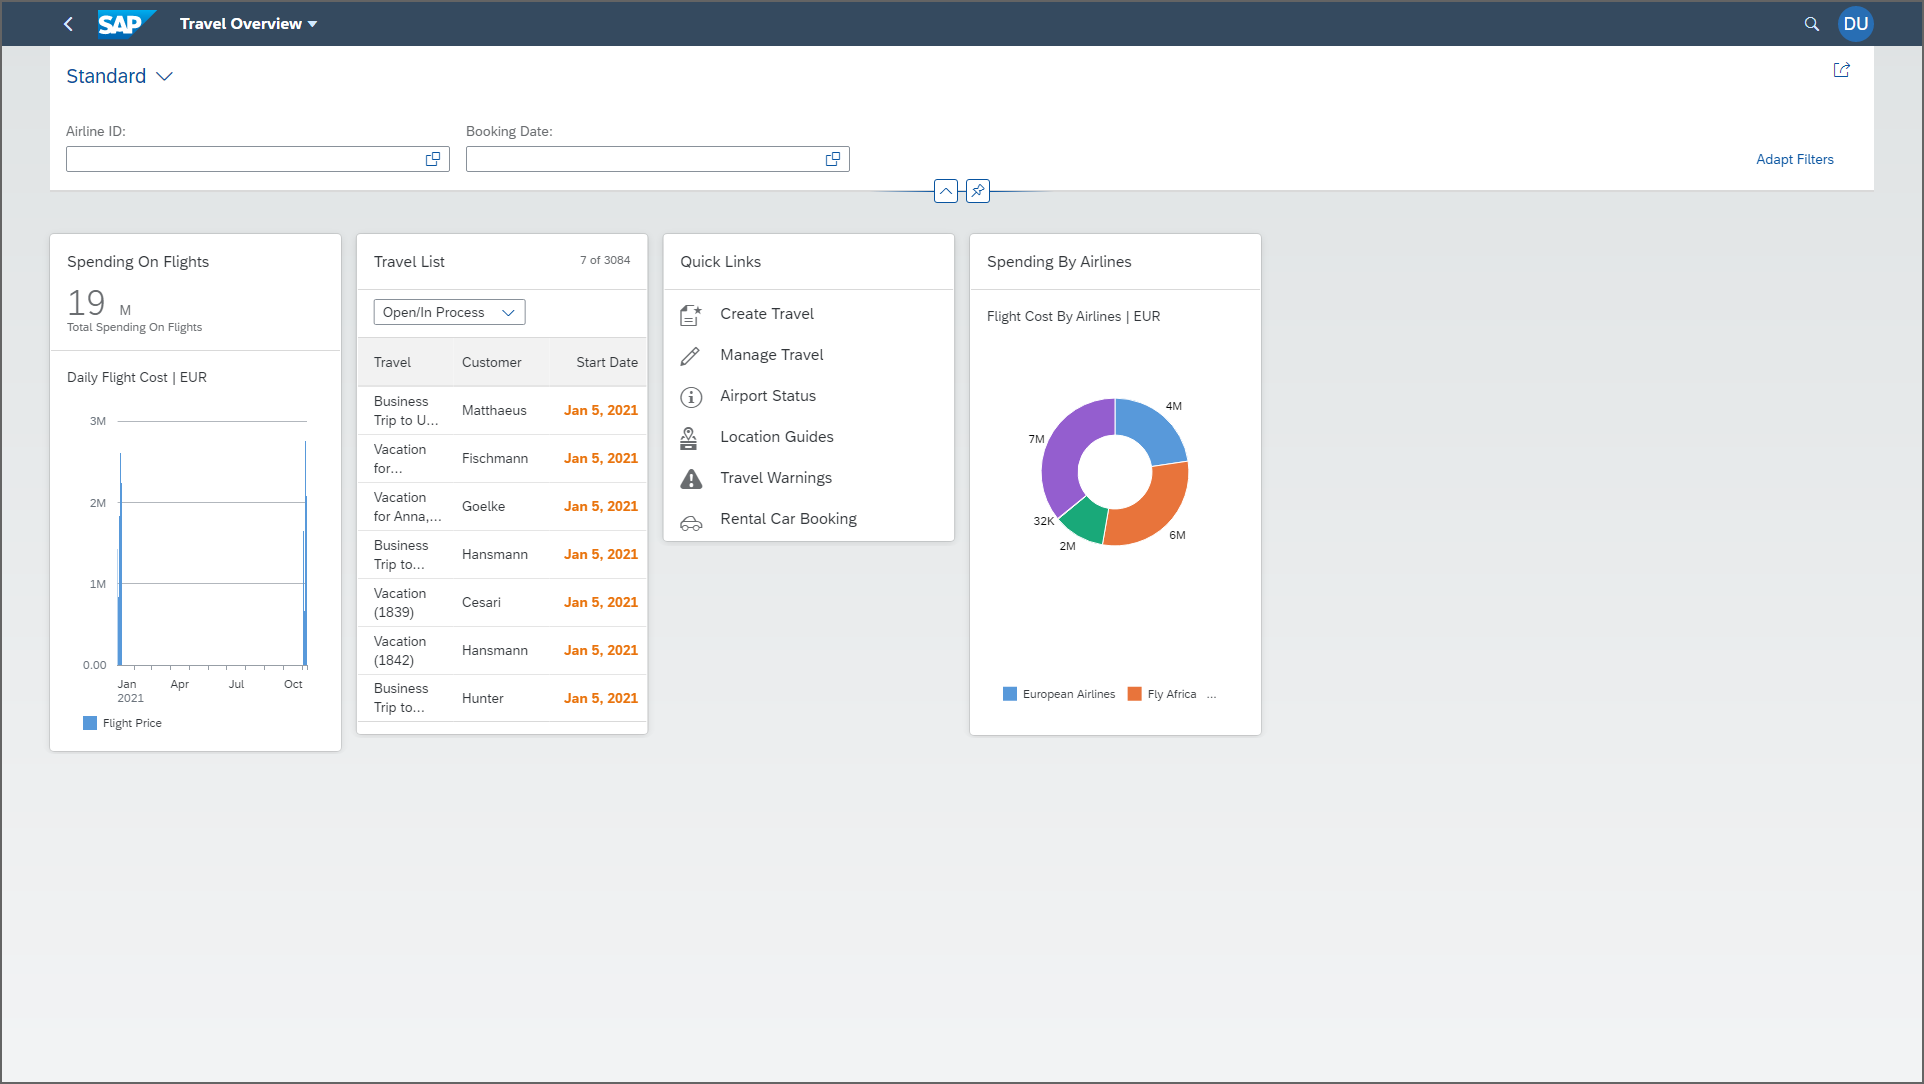 SAP Travel Overview
DU
Standard
Airline ID:
Booking Date:
Adapt Filters
Spending On Flights
19 M
Total Spending On Flights
Daily Flight Cost | EUR
3M
2M
1M
0.00
Jan Apr Jul Oct
2021
Flight Price
Travel List
7 of 3084
Open/In Process
Travel Customer Start Date
Business
Trip to U...
Matthaeus
Jan 5, 2021
Vacation
for...
Fischmann
Jan 5, 2021
Vacation
for Anna,...
Goelke
Jan 5, 2021
Business
Trip to...
Hansmann
Jan 5, 2021
Vacation
(1839)
Cesari
Jan 5, 2021
Vacation
(1842)
Hansmann
Jan 5, 2021
Business
Trip to...
Hunter
Jan 5, 2021
Quick Links
Create Travel
Manage Travel
Airport Status
Location Guides
Travel Warnings
Rental Car Booking
Spending By Airlines
Flight Cost By Airlines | EUR
4M
7M
32K
6M
2M
European Airlines Fly Africa ...